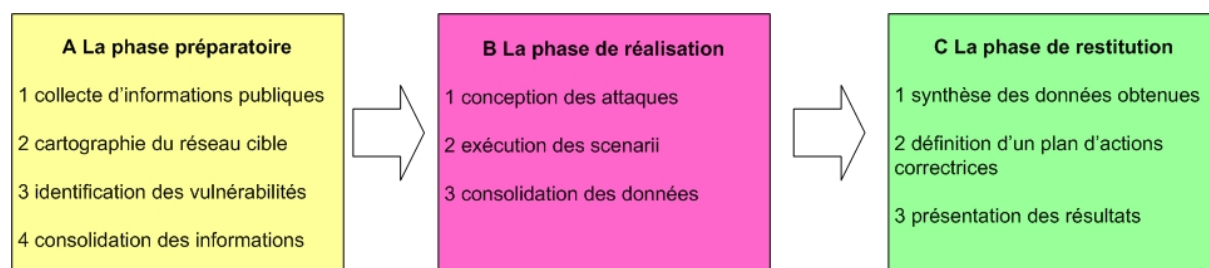 A La phase préparatoire
1 collecte d'informations publiques
2 cartographie du réseau cible
3 identification des vulnérabilités
4 consolidation des informations
B La phase de réalisation
1 conception des attaques
2 exécution des scenarii
3 consolidation des données
C La phase de restitution
1 synthèse des données obtenues
2 définition d'un plan d'actions
correctrices
3 présentation des résultats